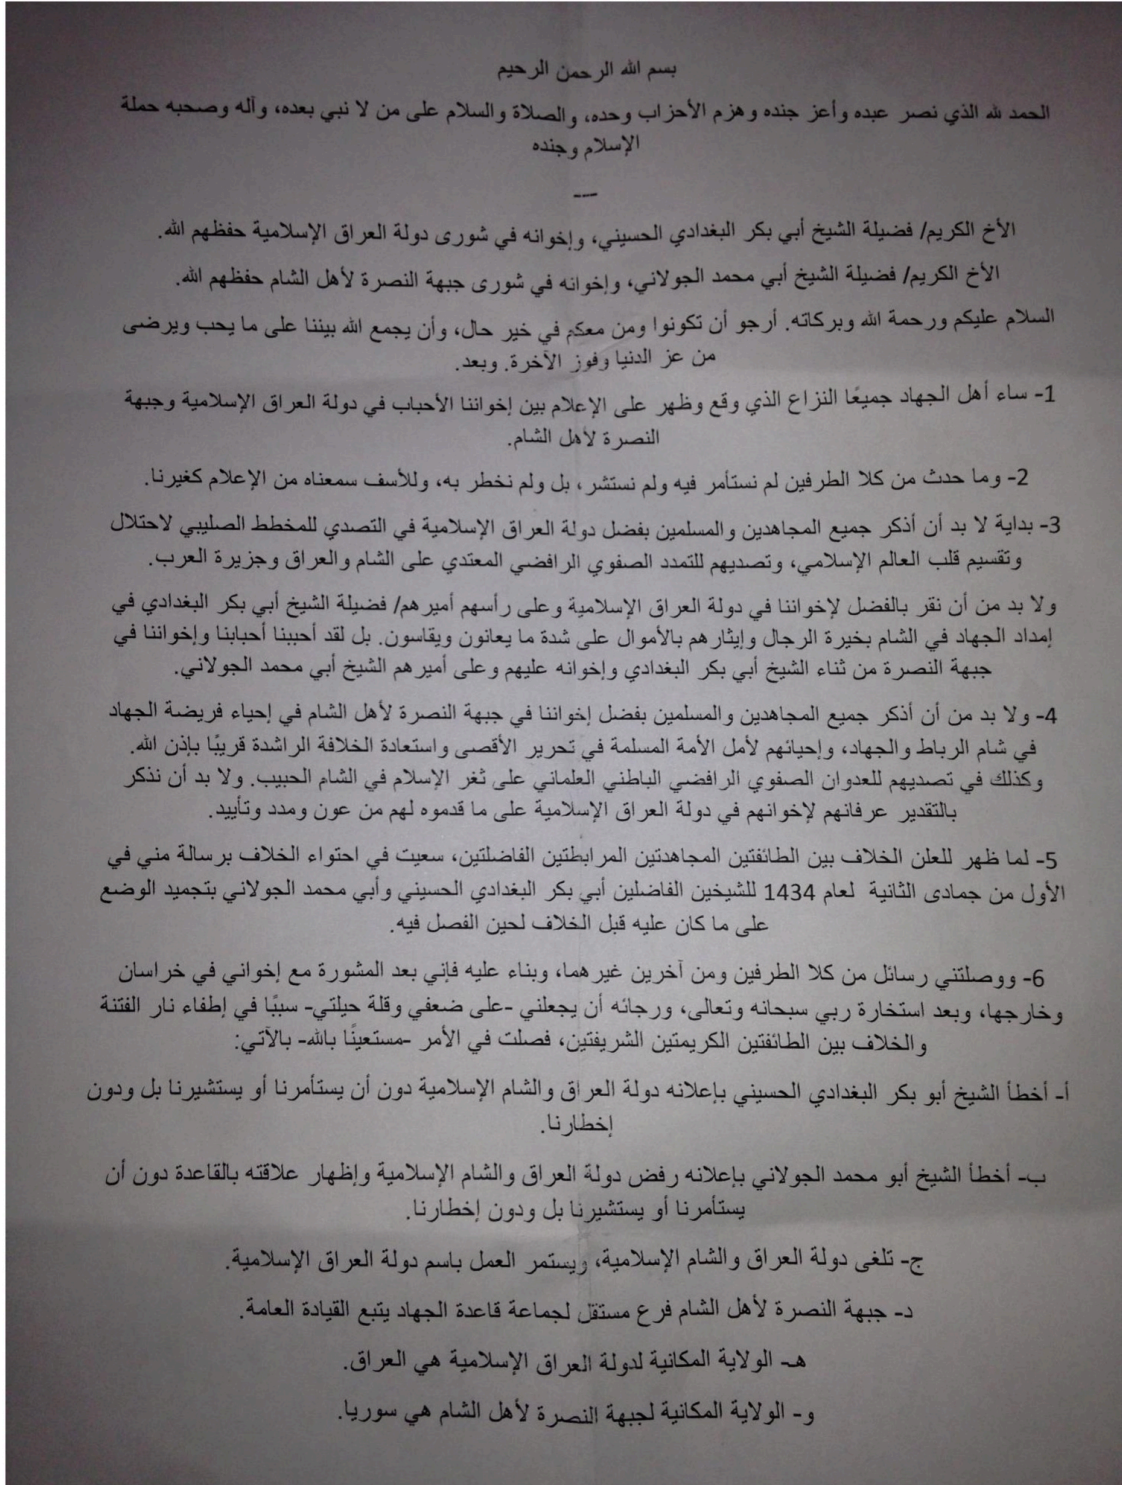 بسم الله الرحمن الرحيم
الحمد لله الذي نصر عبده وأعز جنده وهزم الأحزاب وحده، والصلاة والسلام على من لا نبي بعده، وآله وصحبه حملة
الإسلام وجنده
---
الأخ الكريم/ فضيلة الشيخ أبي بكر البغدادي الحسيني، وإخوانه في شورى دولة العراق الإسلامية حفظهم الله.
الأخ الكريم/ فضيلة الشيخ أبي محمد الجولاني، وإخوانه في شورى جبهة النصرة لأهل الشام حفظهم الله.
السلام عليكم ورحمة الله وبركاته. أرجو أن تكونوا ومن معكم في خير حال، وأن يجمع الله بيننا على ما يحب ويرضى
من عز الدنيا وفوز الآخرة. وبعد.
1- ساء أهل الجهاد جميعًا النزاع الذي وقع وظهر على الإعلام بين إخواننا الأحباب في دولة العراق الإسلامية وجبهة
النصرة لأهل الشام.
2- وما حدث من كلا الطرفين لم نستأمر فيه ولم نستشر، بل ولم نخطر به، وللأسف سمعناه من الإعلام كغيرنا.
3- بداية لا بد أن أذكر جميع المجاهدين والمسلمين بفضل دولة العراق الإسلامية في التصدي للمخطط الصليبي لاحتلال
وتقسيم قلب العالم الإسلامي، وتصديهم للتمدد الصفوي الرافضي المعتدي على الشام والعراق وجزيرة العرب.
ولا بد من أن نقر بالفضل لإخواننا في دولة العراق الإسلامية وعلى رأسهم أميرهم/ فضيلة الشيخ أبي بكر البغدادي في
إمداد الجهاد في الشام بخيرة الرجال وإيثارهم بالأموال على شدة ما يعانون ويقاسون. بل لقد أحببنا أحبابنا وإخواننا في
جبهة النصرة من ثناء الشيخ أبي بكر البغدادي وإخوانه عليهم وعلى أميرهم الشيخ أبي محمد الجولاني.
4- ولا بد من أن أذكر جميع المجاهدين والمسلمين بفضل إخواننا في جبهة النصرة لأهل الشام في إحياء فريضة الجهاد
في شام الرباط والجهاد، وإحيائهم لأمل الأمة المسلمة في تحرير الأقصى واستعادة الخلافة الراشدة قريبًا بإذن الله.
وكذلك في تصديهم للعدوان الصفوي الرافضي الباطني العلماني على ثغر الإسلام في الشام الحبيب. ولا بد أن نذكر
بالتقدير عرفانهم لإخوانهم في دولة العراق الإسلامية على ما قدموه لهم من عون ومدد وتأييد.
5- لما ظهر للعلن الخلاف بين الطائفتين المجاهدتين المرابطتين الفاضلتين، سعيت في احتواء الخلاف برسالة مني في
الأول من جمادى الثانية لعام 1434 للشيخين الفاضلين أبي بكر البغدادي الحسيني وأبي محمد الجولاني بتجميد الوضع
على ما كان عليه قبل الخلاف لحين الفصل فيه.
6- ووصلتني رسائل من كلا الطرفين ومن آخرين غيرهما، وبناء عليه فإني بعد المشورة مع إخواني في خراسان
وخارجها، وبعد استخارة ربي سبحانه وتعالى، ورجائه أن يجعلني -على ضعفي وقلة حيلتي- سببًا في إطفاء نار الفتنة
والخلاف بين الطائفتين الكريمتين الشريفتين، فصلت في الأمر -مستعينًا بالله- بالآتي:
أ- أخطأ الشيخ أبو بكر البغدادي الحسيني بإعلانه دولة العراق والشام الإسلامية دون أن يستأمرنا أو يستشيرنا بل ودون
إخطارنا.
ب- أخطأ الشيخ أبو محمد الجولاني بإعلانه رفض دولة العراق والشام الإسلامية وإظهار علاقته بالقاعدة دون أن
يستأمرنا أو يستشيرنا بل ودون إخطارنا.
ج- تلغى دولة العراق والشام الإسلامية، ويستمر العمل باسم دولة العراق الإسلامية.
د- جبهة النصرة لأهل الشام فرع مستقل لجماعة قاعدة الجهاد يتبع القيادة العامة.
هـ- الولاية المكانية لدولة العراق الإسلامية هي العراق.
و- الولاية المكانية لجبهة النصرة لأهل الشام هي سوريا.